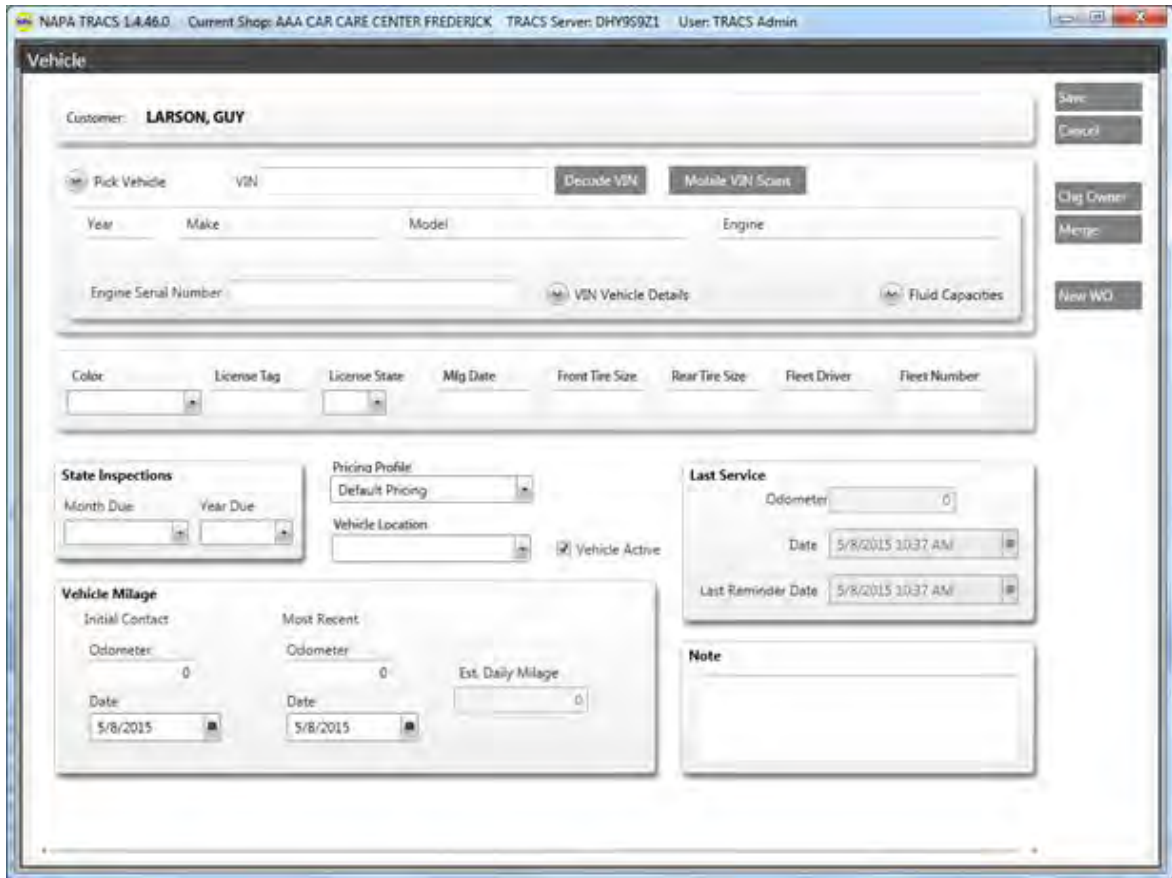 NAPA TRACS 1.4.46.0 Current Shop: AAA CAR CARE CENTER FREDERICK TRACS Server: DHY9S9Z1 User: TRACS Admin
Vehicle
Customer: LARSON, GUY
Save
Cancel
Pick Vehicle VIN Decode VIN Mobile VIN Scans
Chg Owner
Year Make Model Engine
Merge
Engine Serial Number VIN Vehicle Details Fluid Capacities
New WO
Color License Tag License State Mfg Date Front Tire Size Rear Tire Size Fleet Driver Fleet Number
State Inspections
Month Due Year Due
Pricing Profile
Default Pricing
Vehicle Location
Vehicle Active
Last Service
Odometer 0
Date 5/8/2015 10:37 AM
Last Reminder Date 5/8/2015 10:37 AM
Vehicle Milage
Initial Contact Most Recent
Odometer Odometer
0 0
Est. Daily Milage
0
Date Date
5/8/2015 5/8/2015
Note